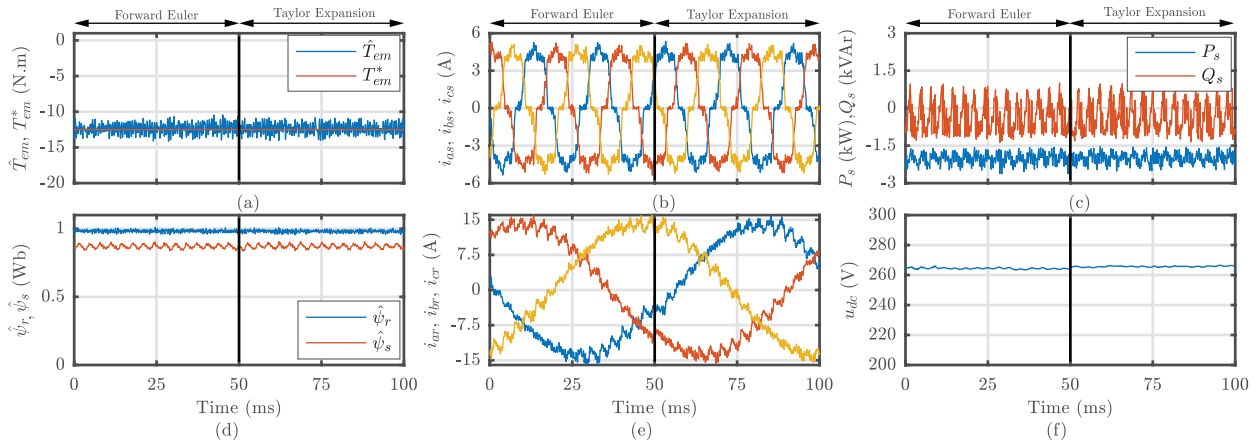 Forward Euler Taylor Expansion Forward Euler Taylor Expansion Forward Euler Taylor Expansion
0
-5
-10
-15
-20
T̂em, T*em (N.m)
T̂em
T*em
(a)
6
3
0
-3
-6
ias, ibs, ics (A)
(b)
3
1.5
0
-1.5
-3
Ps (kW),Qs (kVAr)
Ps
Qs
(c)
1
0.5
0
ψ̂r, ψ̂s (Wb)
ψ̂r
ψ̂s
0 25 50 75 100
Time (ms)
(d)
15
7.5
0
-7.5
-15
iar, ibr, icr (A)
0 25 50 75 100
Time (ms)
(e)
300
280
260
240
220
200
udc (V)
0 25 50 75 100
Time (ms)
(f)